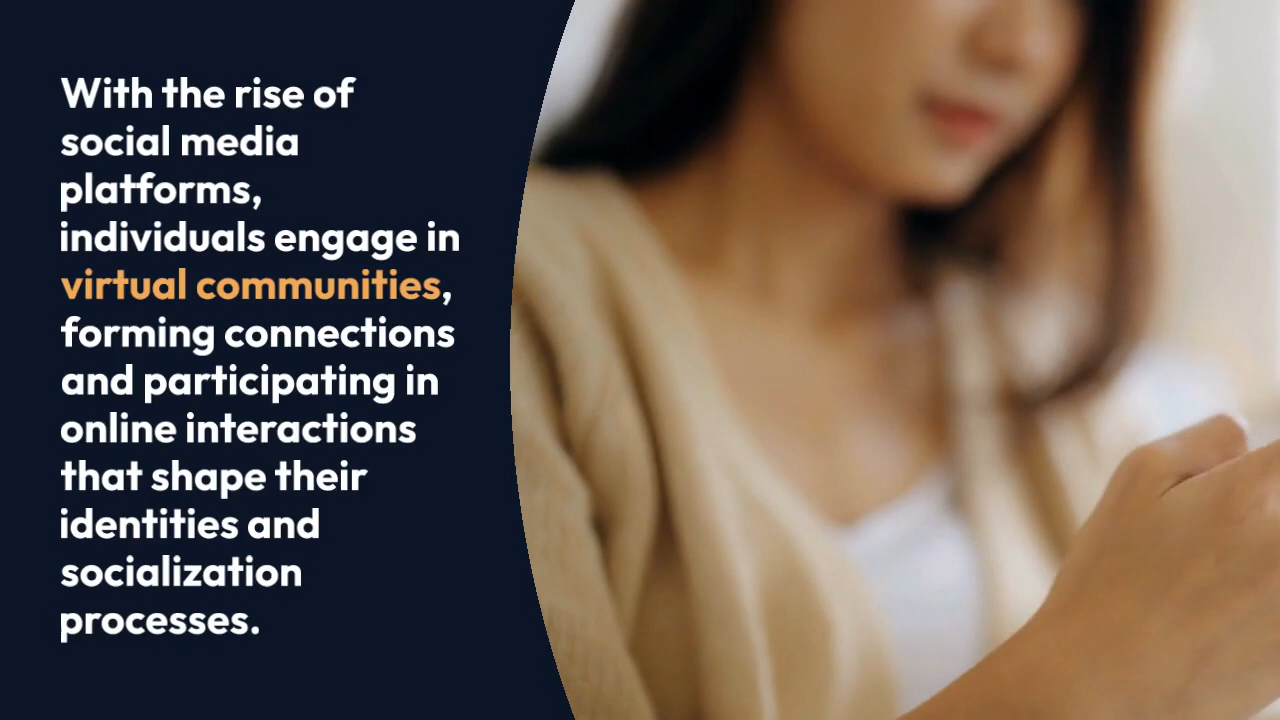 With the rise of
social media
platforms,
individuals engage in
virtual communities,
forming connections
and participating in
online interactions
that shape their
identities and
socialization
processes.